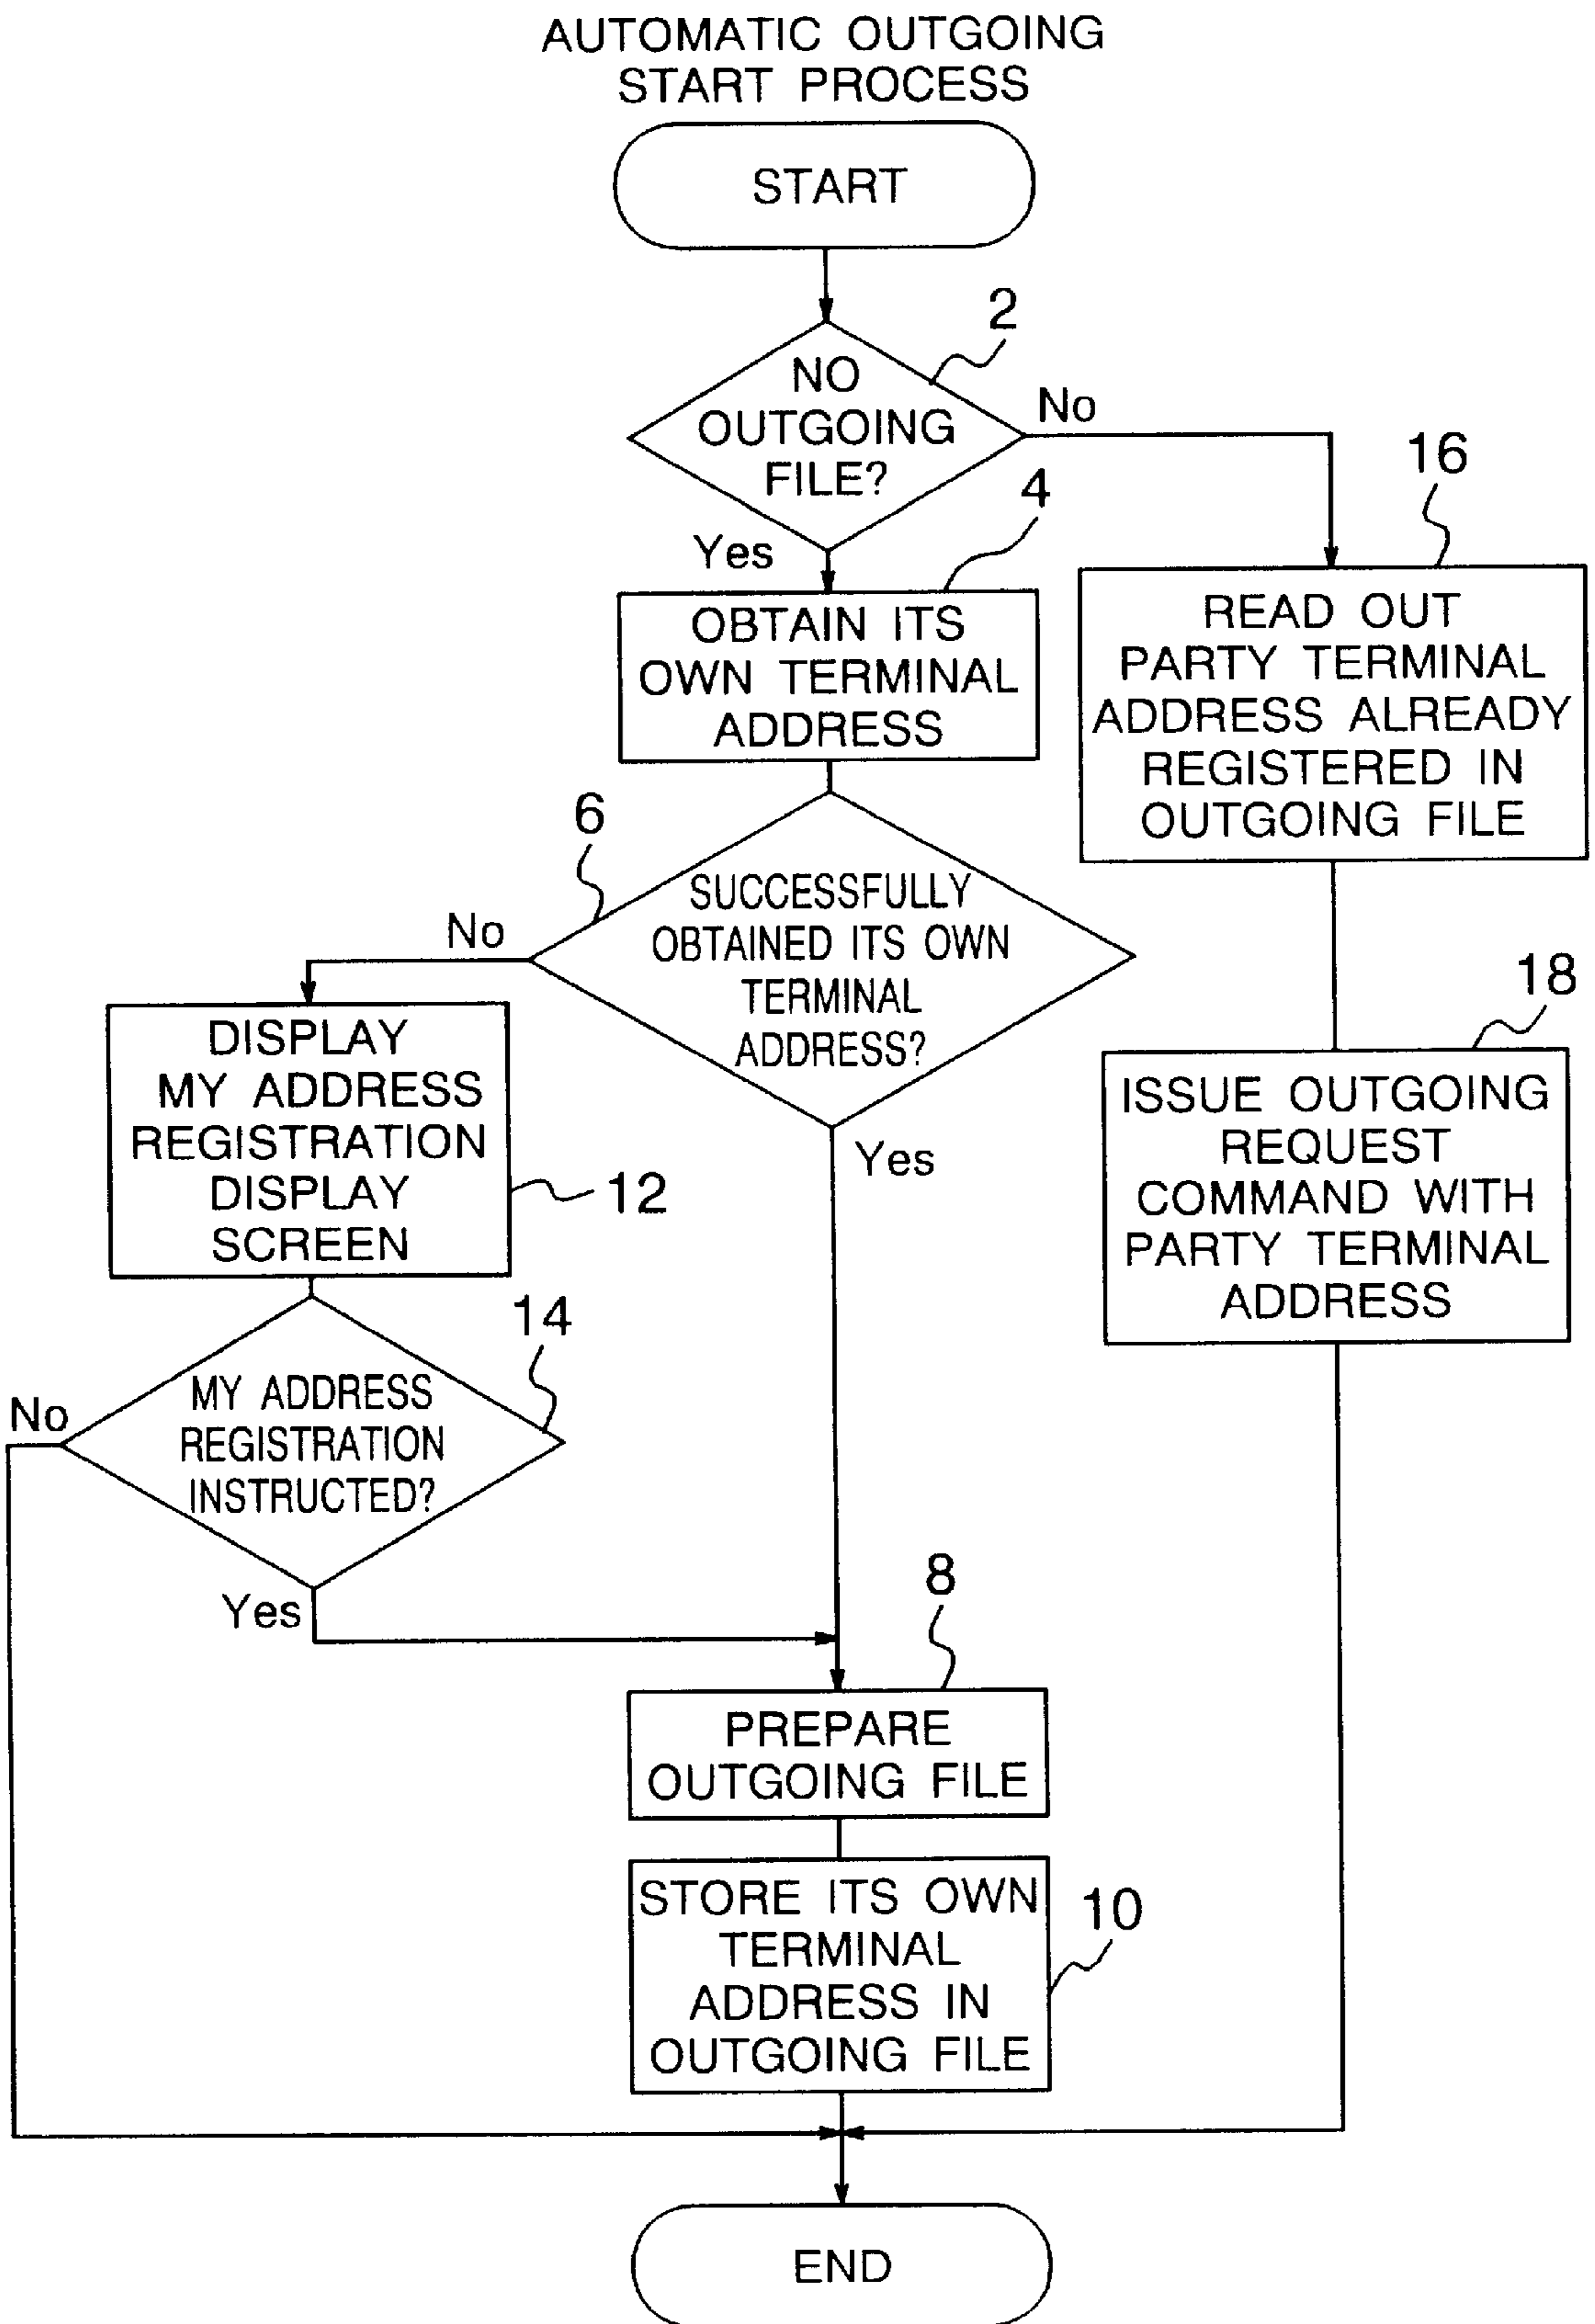 AUTOMATIC OUTGOING
START PROCESS
START
2
NO
OUTGOING
FILE?
No
Yes
4
OBTAIN ITS
OWN TERMINAL
ADDRESS
16
READ OUT
PARTY TERMINAL
ADDRESS ALREADY
REGISTERED IN
OUTGOING FILE
6
SUCCESSFULLY
OBTAINED ITS OWN
TERMINAL
ADDRESS?
No
Yes
18
ISSUE OUTGOING
REQUEST
COMMAND WITH
PARTY TERMINAL
ADDRESS
DISPLAY
MY ADDRESS
REGISTRATION
DISPLAY
SCREEN
12
14
MY ADDRESS
REGISTRATION
INSTRUCTED?
No
Yes
8
PREPARE
OUTGOING FILE
STORE ITS OWN
TERMINAL
ADDRESS IN
OUTGOING FILE
10
END